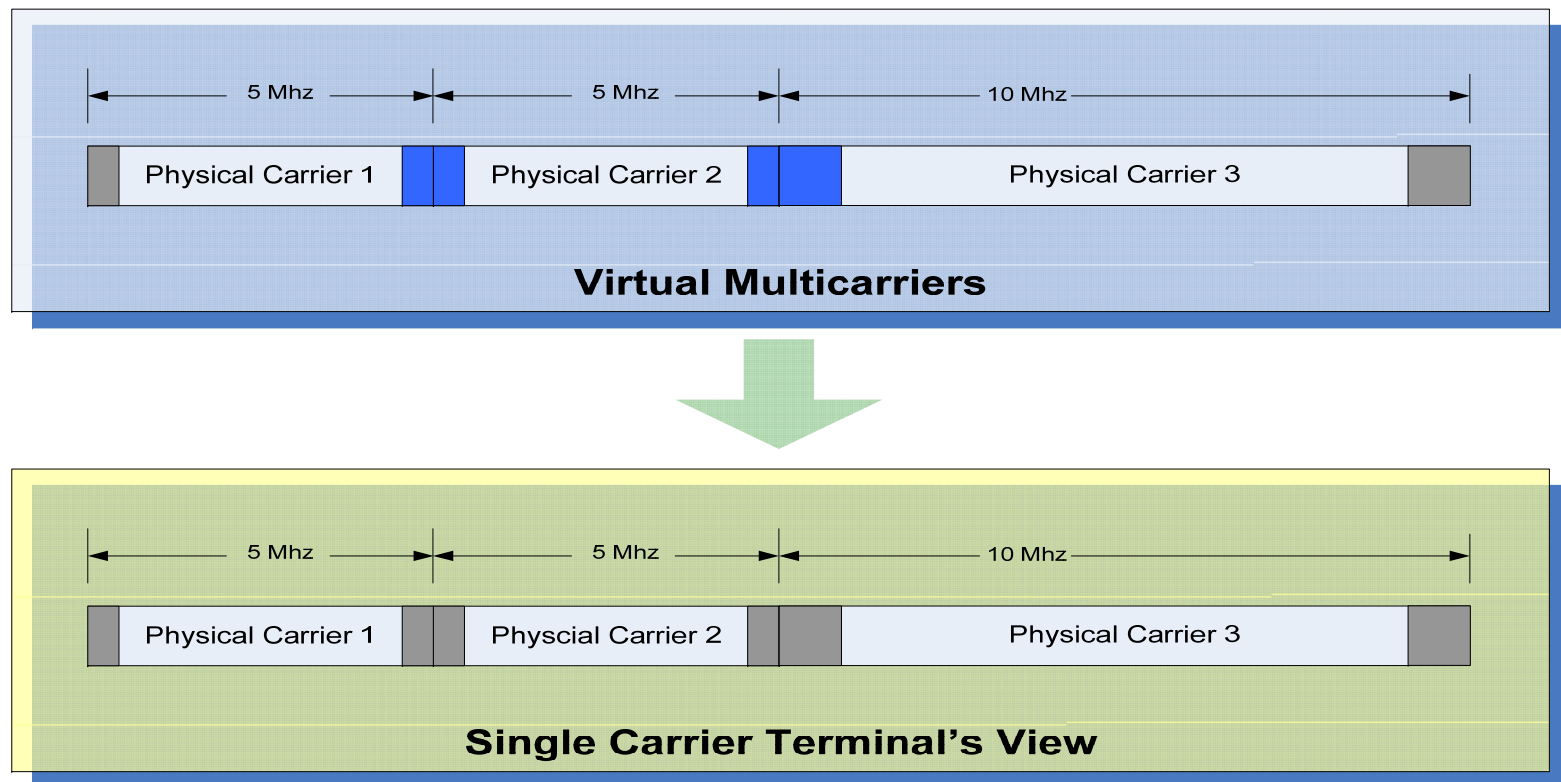 5 Mhz 5 Mhz 10 Mhz
Physical Carrier 1 Physical Carrier 2 Physical Carrier 3
Virtual Multicarriers
5 Mhz 5 Mhz 10 Mhz
Physical Carrier 1 Physcial Carrier 2 Physical Carrier 3
Single Carrier Terminal’s View